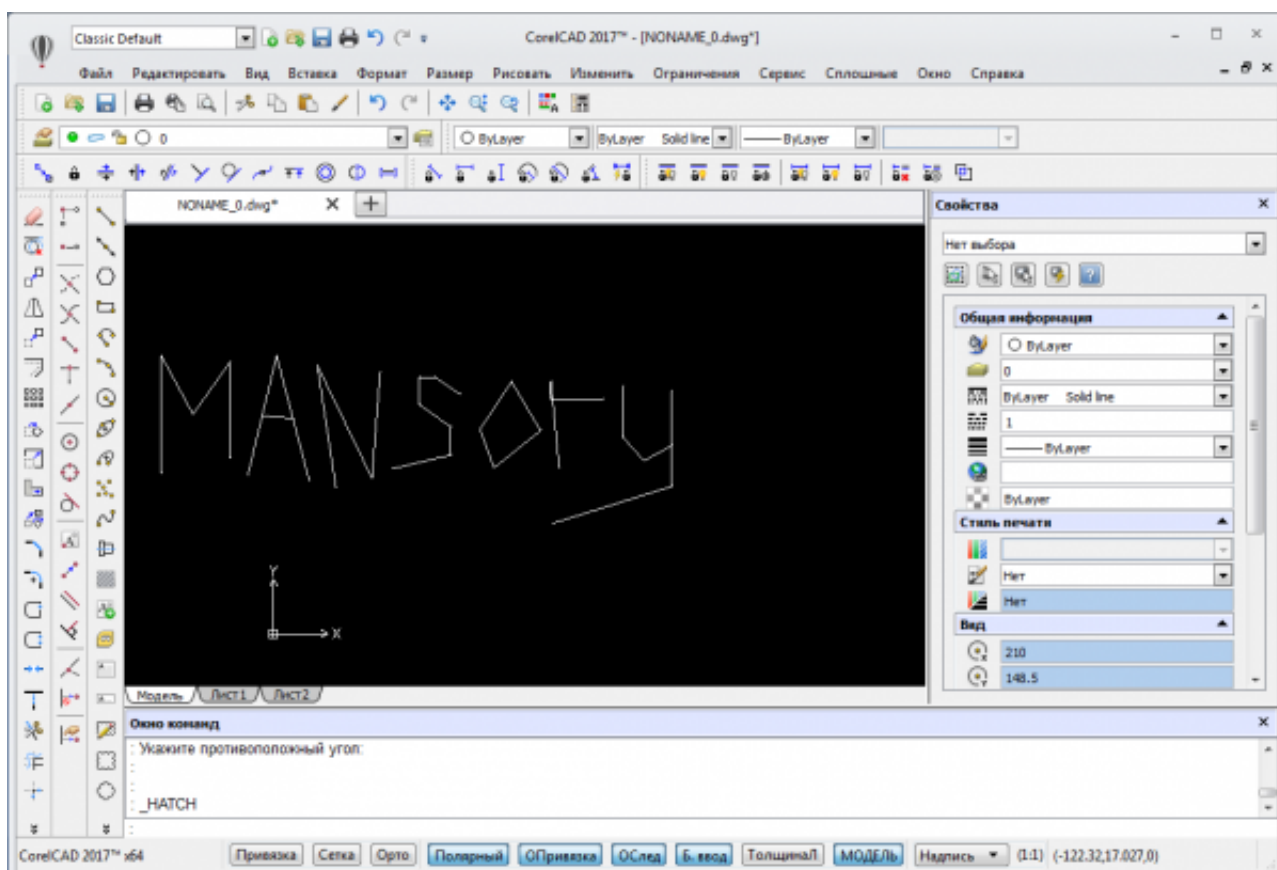 Classic Default CorelCAD 2017™ - [NONAME_0.dwg*]
Файл Редактировать Вид Вставка Формат Размер Рисовать Изменить Ограничения Сервис Сплошные Окно Справка
0 ByLayer ByLayer Solid line ByLayer
NONAME_0.dwg*
Свойства
Нет выбора
Общая информация
ByLayer
0
ByLayer Solid line
1
ByLayer
ByLayer
Стиль печати
Нет
Нет
Вид
210
148.5
MANSOry
Y
X
Модель Лист1 Лист2
Окно команд
: Укажите противоположный угол:
:
:
: _HATCH
:
CorelCAD 2017™ x64 Привязка Сетка Орто Полярный ОПривязка ОСлед Б. ввод ТолщинаЛ МОДЕЛЬ Надпись (1:1) (-122.32,17.027,0)